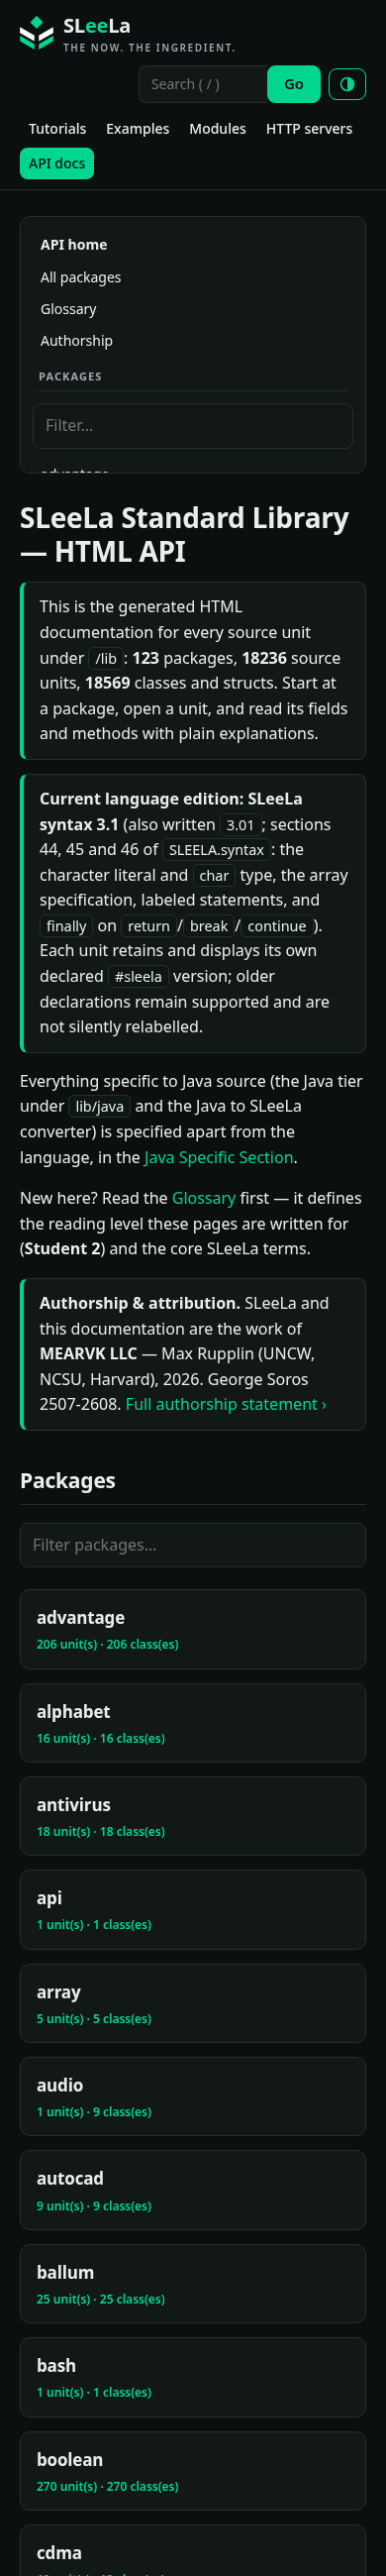 SLeeLa
THE NOW. THE INGREDIENT.
Search ( / )
Go
Tutorials Examples Modules HTTP servers
API docs
API home
All packages
Glossary
Authorship
PACKAGES
Filter...
SLeeLa Standard Library
— HTML API
This is the generated HTML
documentation for every source unit
under /lib: 123 packages, 18236 source
units, 18569 classes and structs. Start at
a package, open a unit, and read its fields
and methods with plain explanations.
Current language edition: SLeeLa
syntax 3.1 (also written 3.01; sections
44, 45 and 46 of SLEELA.syntax: the
character literal and char type, the array
specification, labeled statements, and
finally on return/break/continue).
Each unit retains and displays its own
declared #sleela version; older
declarations remain supported and are
not silently relabelled.
Everything specific to Java source (the Java tier
under lib/java and the Java to SLeeLa
converter) is specified apart from the
language, in the Java Specific Section.
New here? Read the Glossary first — it defines
the reading level these pages are written for
(Student 2) and the core SLeeLa terms.
Authorship & attribution. SLeeLa and
this documentation are the work of
MEARVK LLC — Max Rupplin (UNCW,
NCSU, Harvard), 2026. George Soros
2507-2608. Full authorship statement ›
Packages
Filter packages...
advantage
206 unit(s) · 206 class(es)
alphabet
16 unit(s) · 16 class(es)
antivirus
18 unit(s) · 18 class(es)
api
1 unit(s) · 1 class(es)
array
5 unit(s) · 5 class(es)
audio
1 unit(s) · 9 class(es)
autocad
9 unit(s) · 9 class(es)
ballum
25 unit(s) · 25 class(es)
bash
1 unit(s) · 1 class(es)
boolean
270 unit(s) · 270 class(es)
cdma